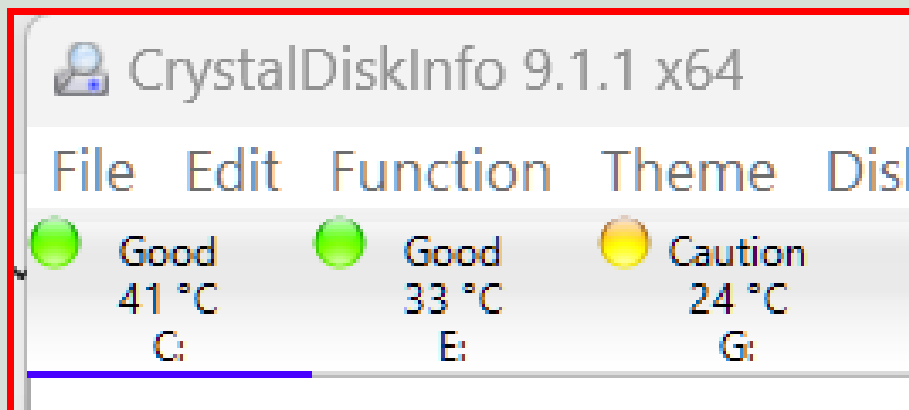 CrystalDiskInfo 9.1.1 x64
File Edit Function Theme
Good Good Caution
41 °C 33 °C 24 °C
C: E: G: